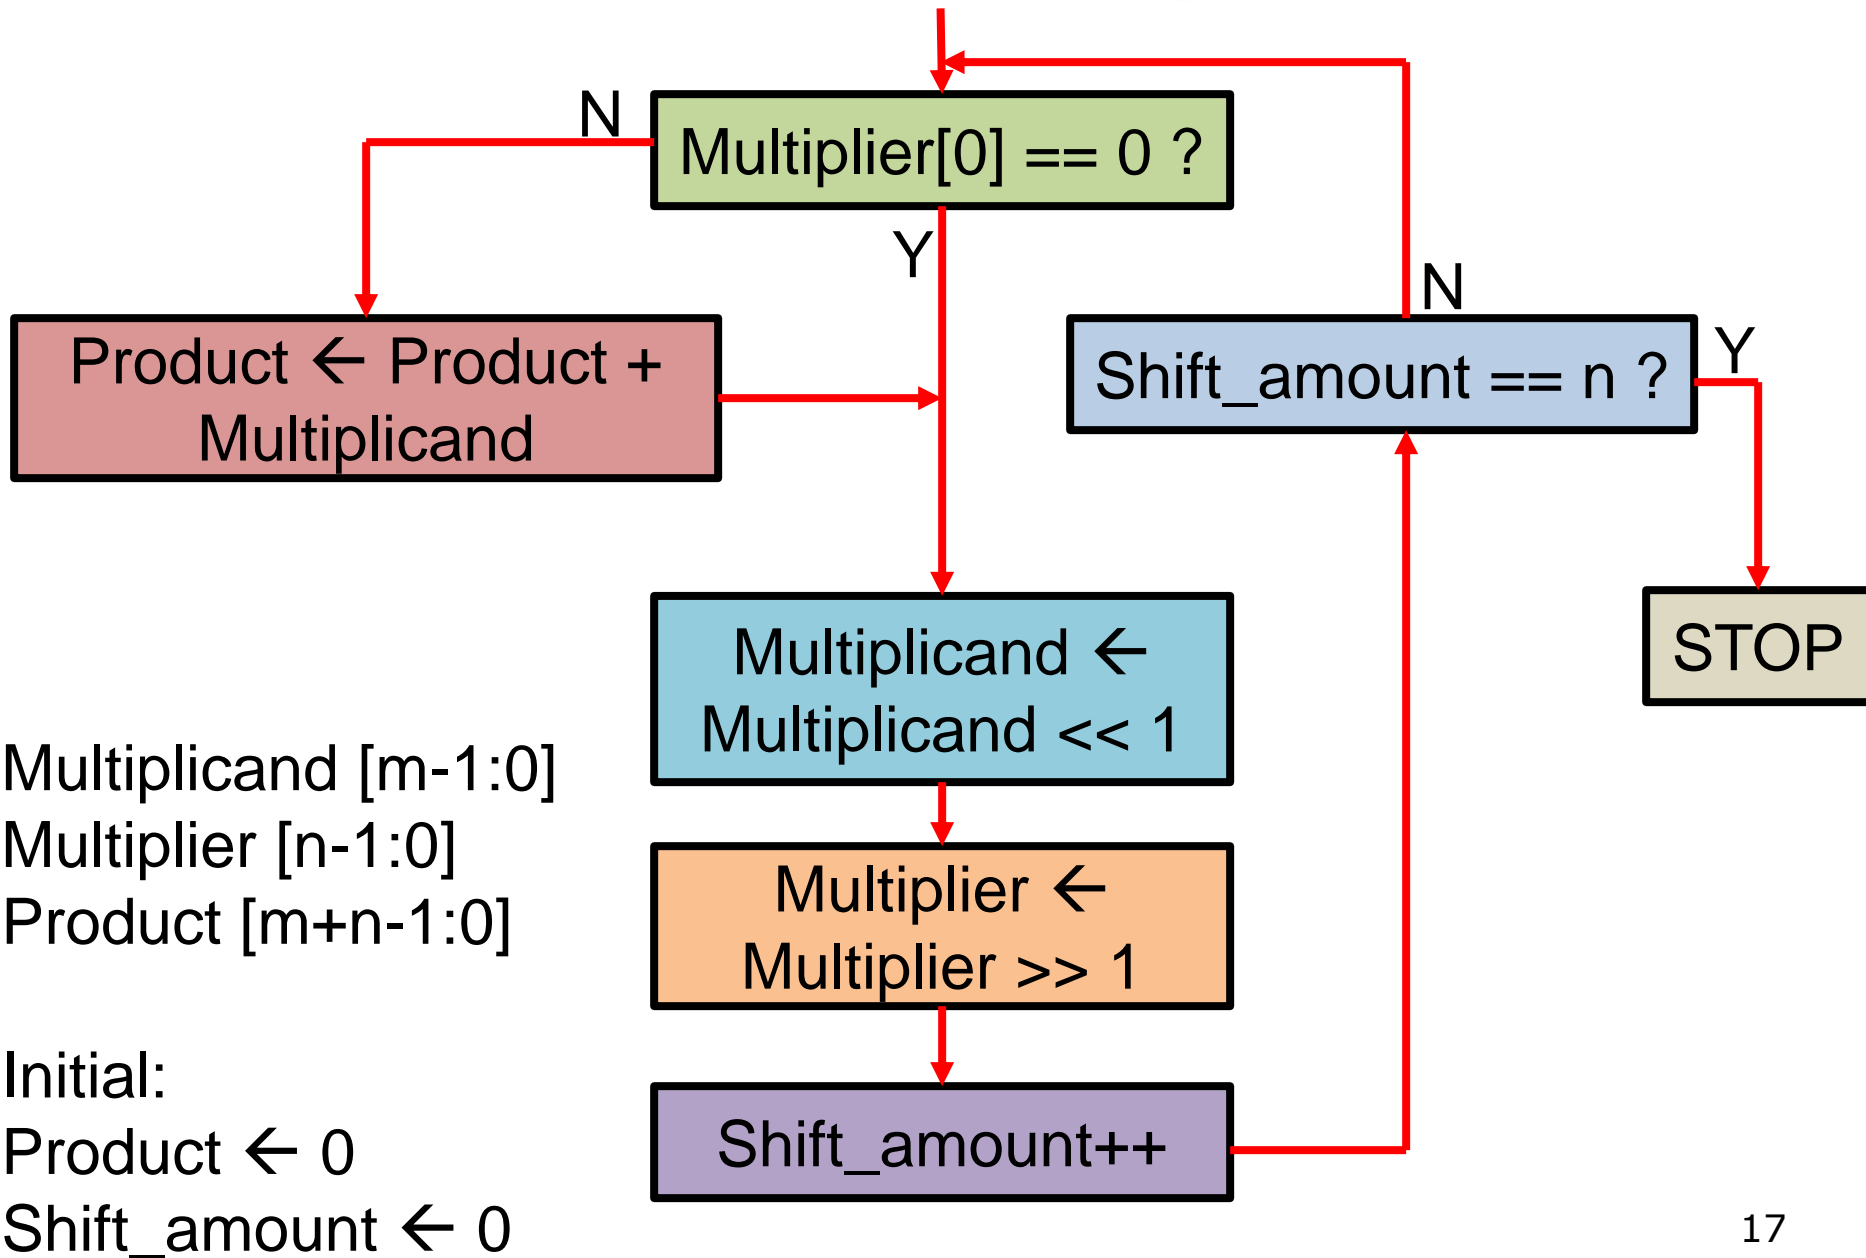 N
Multiplier[0] == 0 ?
Y
N
Product ← Product +
Multiplicand
Shift_amount == n ?
Y
Multiplicand ←
Multiplicand << 1
STOP
Multiplicand [m-1:0]
Multiplier [n-1:0]
Product [m+n-1:0]
Multiplier ←
Multiplier >> 1
Initial:
Product ← 0
Shift_amount ← 0
Shift_amount++
17